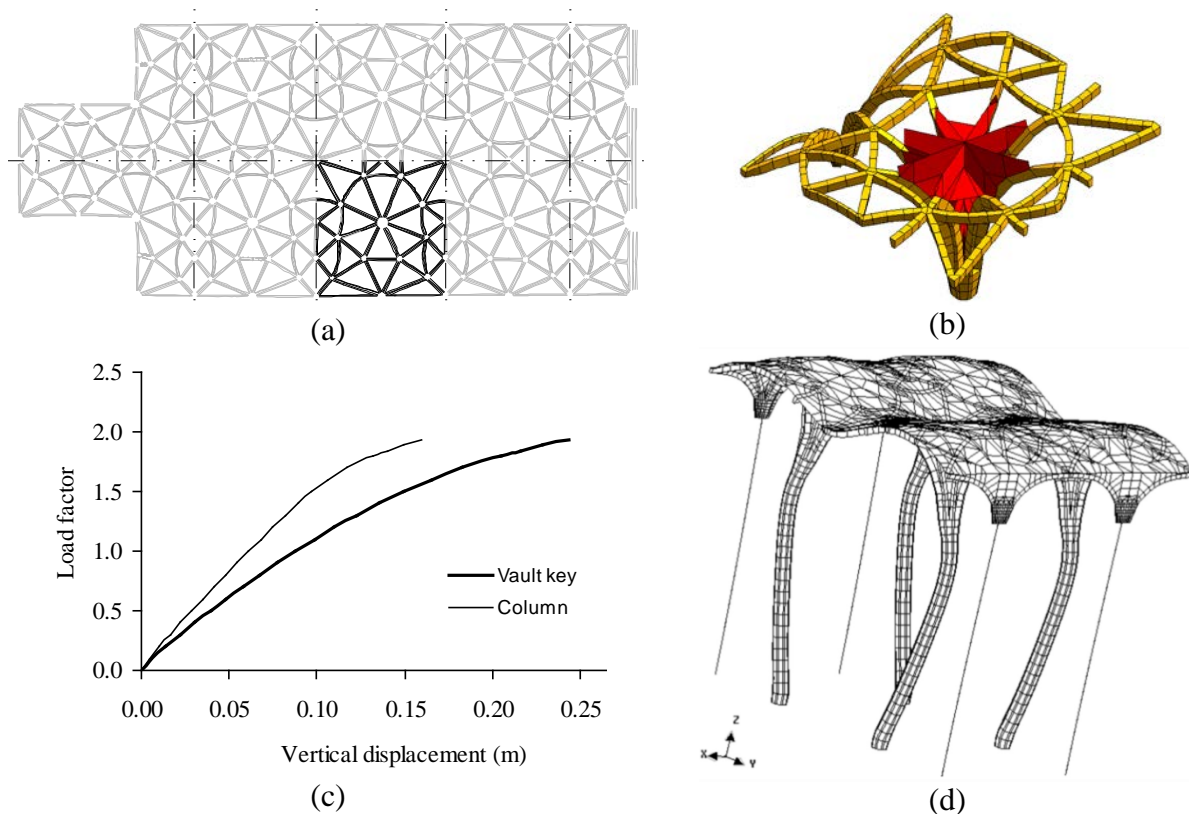 (a)
(b)
2.5
2.0
1.5
1.0
0.5
0.0
Load factor
Vault key
Column
0.00 0.05 0.10 0.15 0.20 0.25
Vertical displacement (m)
(c)
Z
X
Y
(d)